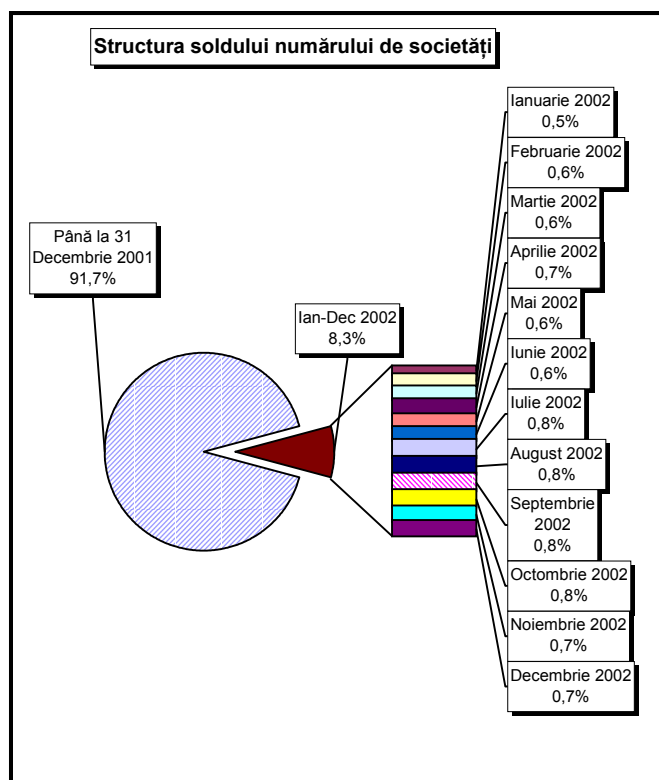 Structura soldului numărului de societăți
Până la 31
Decembrie 2001
91,7%
Ian-Dec 2002
8,3%
Ianuarie 2002
0,5%
Februarie 2002
0,6%
Martie 2002
0,6%
Aprilie 2002
0,7%
Mai 2002
0,6%
Iunie 2002
0,6%
Iulie 2002
0,8%
August 2002
0,8%
Septembrie
2002
0,8%
Octombrie 2002
0,8%
Noiembrie 2002
0,7%
Decembrie 2002
0,7%